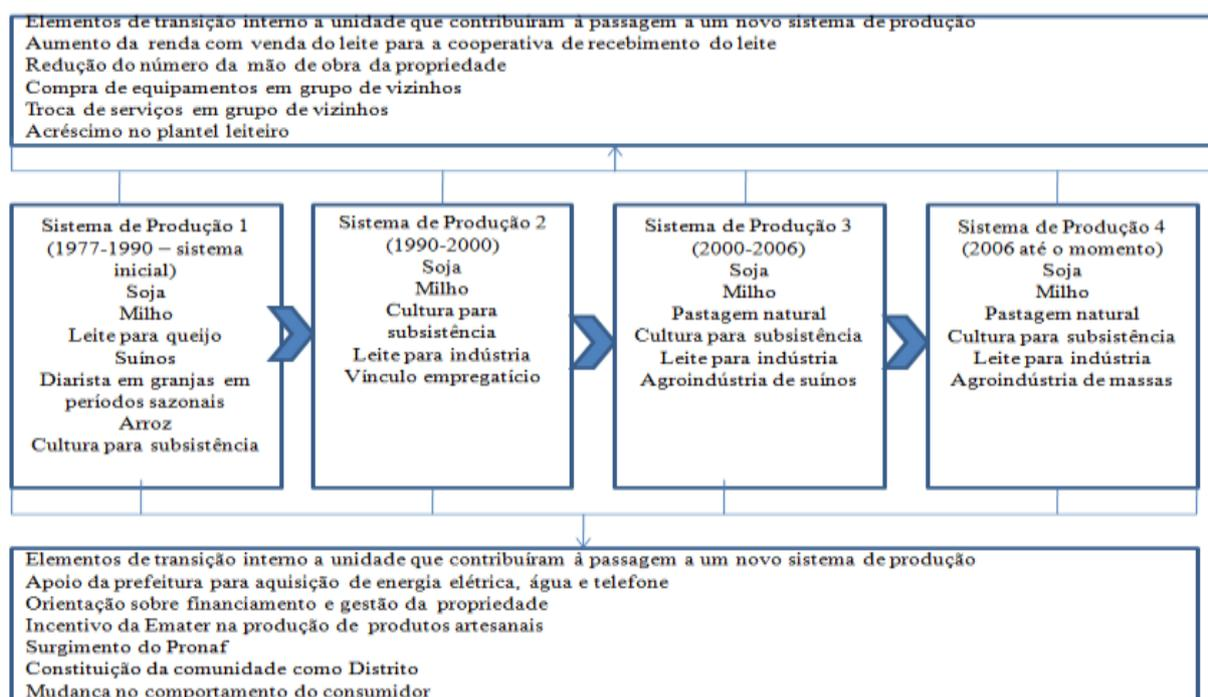 Elementos de transição interno a unidade que contribuíram à passagem a um novo sistema de produção
Aumento da renda com venda do leite para a cooperativa de recebimento do leite
Redução do número da mão de obra da propriedade
Compra de equipamentos em grupo de vizinhos
Troca de serviços em grupo de vizinhos
Acréscimo no plantel leiteiro
Sistema de Produção 1
(1977-1990 – sistema
inicial)
Soja
Milho
Leite para queijo
Suínos
Diarista em granjas em
períodos sazonais
Arroz
Cultura para subsistência
Sistema de Produção 2
(1990-2000)
Soja
Milho
Cultura para
subsistência
Leite para indústria
Vínculo empregatício
Sistema de Produção 3
(2000-2006)
Soja
Milho
Pastagem natural
Cultura para subsistência
Leite para indústria
Agroindústria de suínos
Sistema de Produção 4
(2006 até o momento)
Soja
Milho
Pastagem natural
Cultura para subsistência
Leite para indústria
Agroindústria de massas
Elementos de transição interno a unidade que contribuíram à passagem a um novo sistema de produção
Apoio da prefeitura para aquisição de energia elétrica, água e telefone
Orientação sobre financiamento e gestão da propriedade
Incentivo da Emater na produção de produtos artesanais
Surgimento do Pronaf
Constituição da comunidade como Distrito
Mudança no comportamento do consumidor